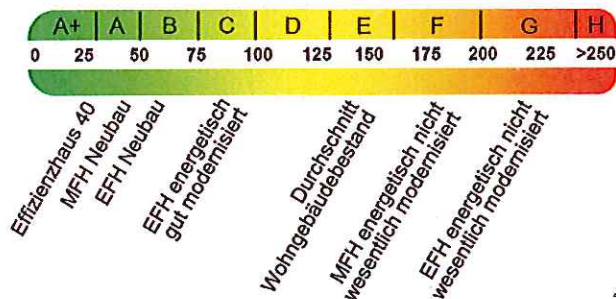 A+ A B C D E F G H
0 25 50 75 100 125 150 175 200 225 >250
Effizienzhaus 40
MFH Neubau
EFH Neubau
EFH energetisch
gut modernisiert
Durchschnitt
Wohngebäudebestand
MFH energetisch nicht
wesentlich modernisiert
EFH energetisch nicht
wesentlich modernisiert